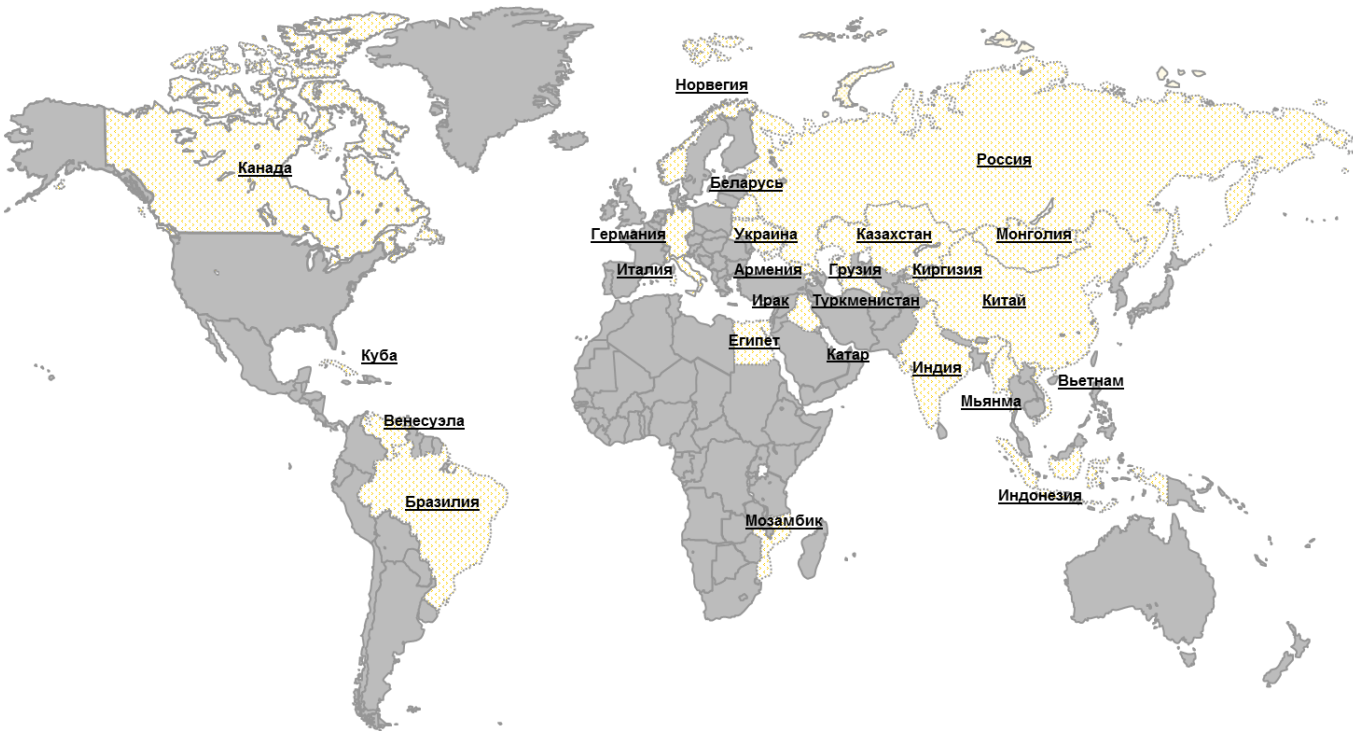 Норвегия
Россия
Канада
Беларусь
Германия
Украина
Казахстан
Монголия
Италия
Армения
Грузия
Киргизия
Ирак
Туркменистан
Китай
Египет
Куба
Катар
Индия
Вьетнам
Мьянма
Венесуэла
Индонезия
Бразилия
Мозамбик